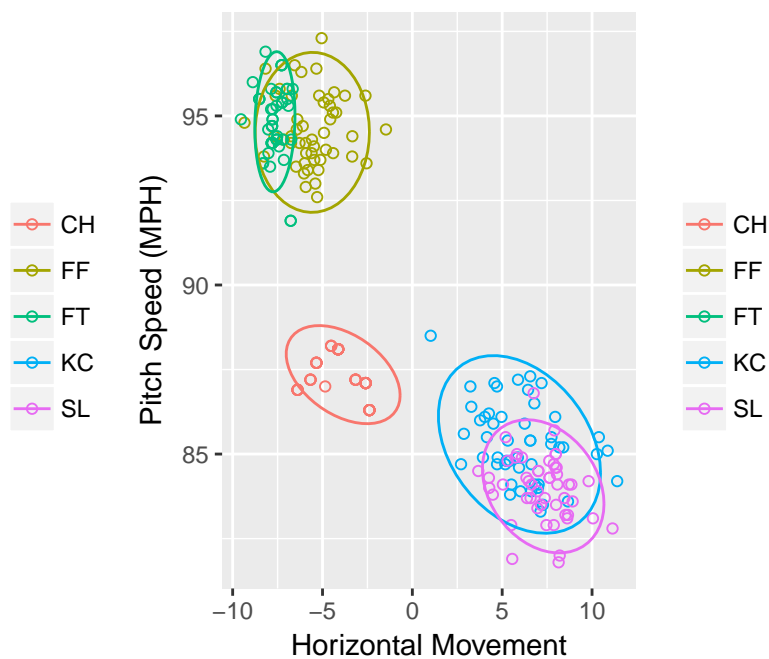 CH
FF
FT
KC
SL
Pitch Speed (MPH)
95
90
85
−10
−5
0
5
10
Horizontal Movement
CH
FF
FT
KC
SL